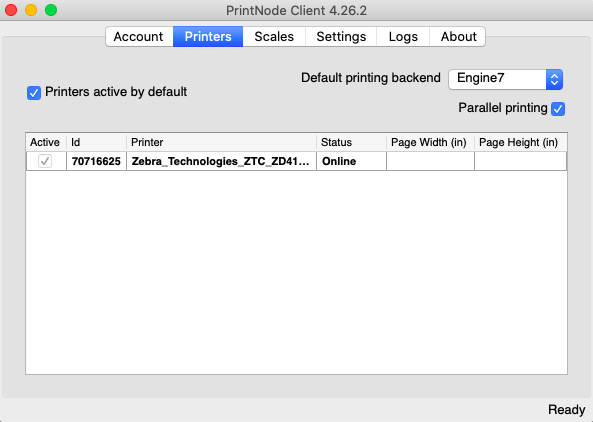 PrintNode Client 4.26.2
Account Printers Scales Settings Logs About
Default printing backend Engine7
Printers active by default
Parallel printing
Active Id Printer Status Page Width (in) Page Height (in)
70716625 Zebra_Technologies_ZTC_ZD41... Online
Ready